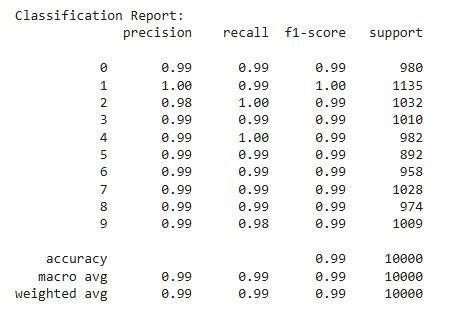 Classification Report:
precision recall f1-score support
0 0.99 0.99 0.99 980
1 1.00 0.99 1.00 1135
2 0.98 1.00 0.99 1032
3 0.99 0.99 0.99 1010
4 0.99 1.00 0.99 982
5 0.99 0.99 0.99 892
6 0.99 0.99 0.99 958
7 0.99 0.99 0.99 1028
8 0.99 0.99 0.99 974
9 0.99 0.98 0.99 1009
accuracy 0.99 10000
macro avg 0.99 0.99 0.99 10000
weighted avg 0.99 0.99 0.99 10000